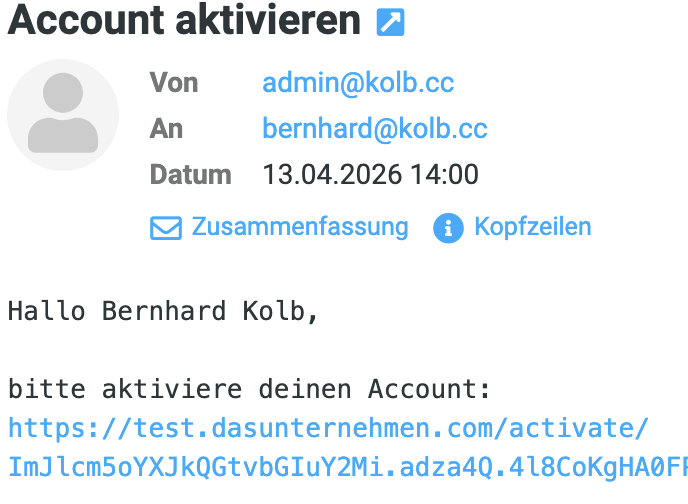 Account aktivieren
Von admin@kolb.cc
An bernhard@kolb.cc
Datum 13.04.2026 14:00
Zusammenfassung Kopfzeilen
Hallo Bernhard Kolb,
bitte aktiviere deinen Account:
https://test.dasunternehmen.com/activate/
ImJlcm5oYXJkQGtvbGIuY2Mi.adza4Q.4l8CoKgHA0F